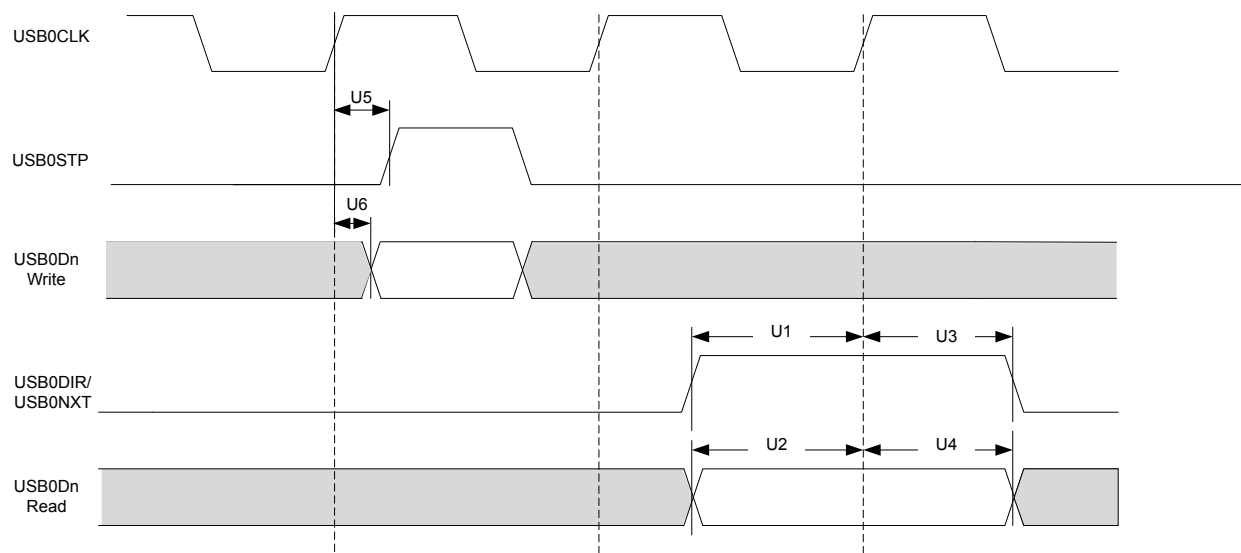 USB0CLK
U5
USB0STP
U6
USB0Dn
Write
U1
U3
USB0DIR/
USB0NXT
U2
U4
USB0Dn
Read